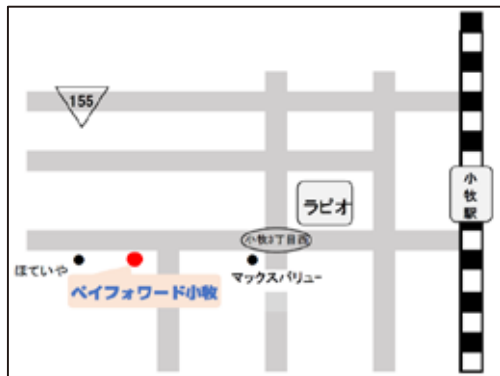 155
小牧駅
ラピオ
小牧3丁目西
ほていや
マックスバリュー
ペイフォワード小牧